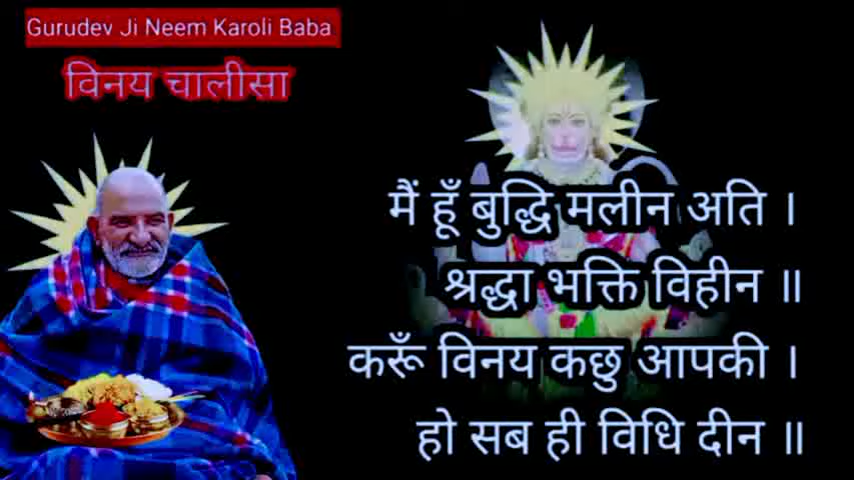 Gurudev Ji Neem Karoli Baba
विनय चालीसा
मैं हूँ बुद्धि मलीन अति ।
श्रद्धा भक्ति विहीन ॥
करूँ विनय कछु आपकी ।
हो सब ही विधि दीन ॥